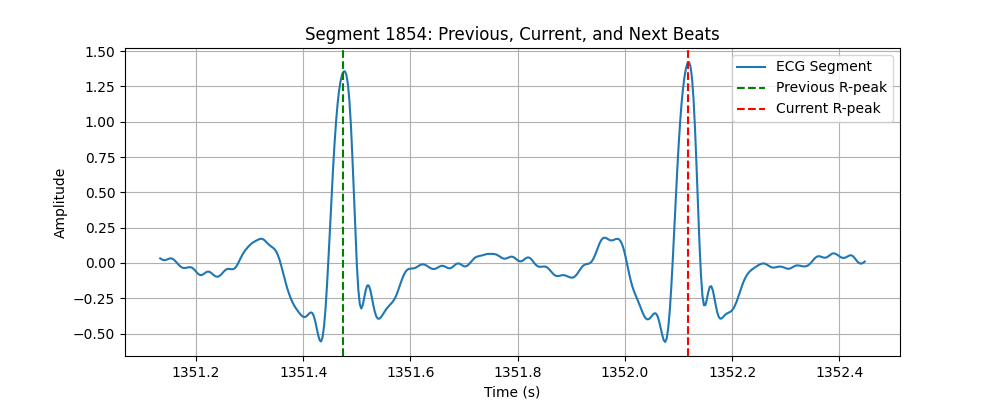 Segment 1854: Previous, Current, and Next Beats
1.50
1.25
1.00
0.75
0.50
0.25
0.00
−0.25
−0.50
Amplitude
ECG Segment
Previous R-peak
Current R-peak
1351.2 1351.4 1351.6 1351.8 1352.0 1352.2 1352.4
Time (s)